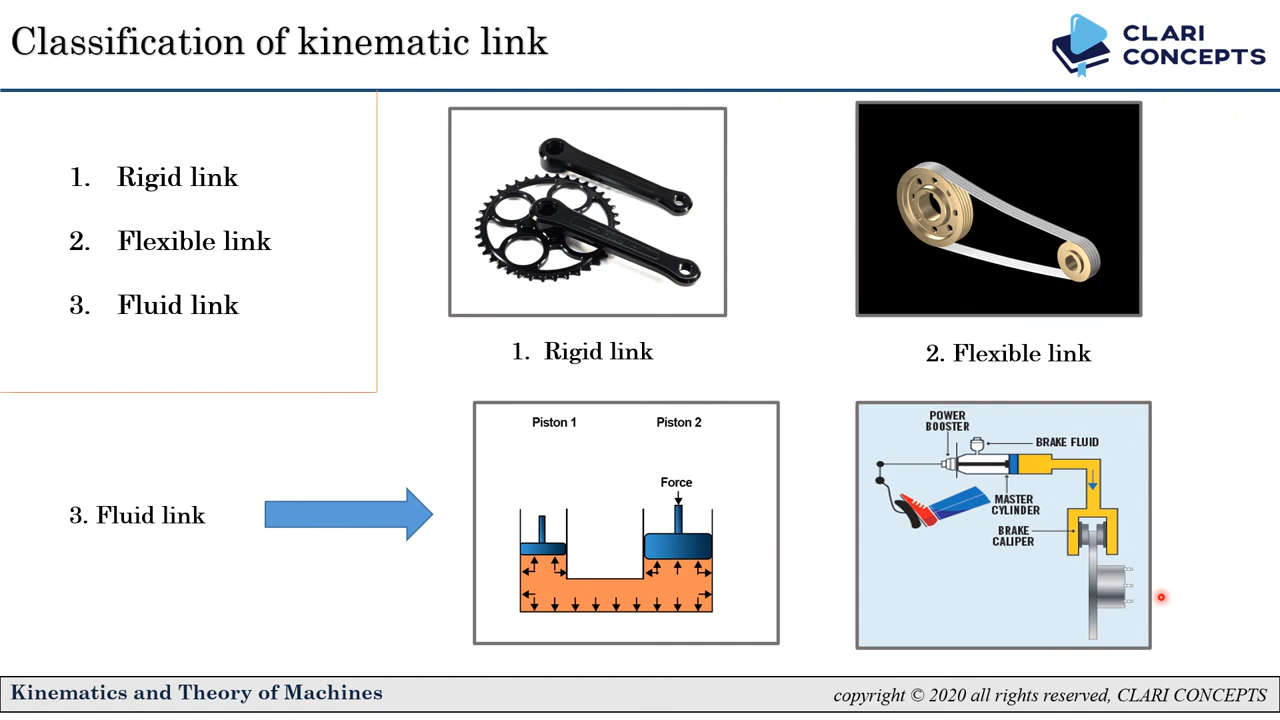 Classification of kinematic link
CLARI
CONCEPTS
1. Rigid link
2. Flexible link
3. Fluid link
1. Rigid link
2. Flexible link
3. Fluid link
Piston 1
Piston 2
Force
POWER
BOOSTER
BRAKE FLUID
MASTER
CYLINDER
BRAKE
CALIPER
Kinematics and Theory of Machines
copyright © 2020 all rights reserved, CLARI CONCEPTS